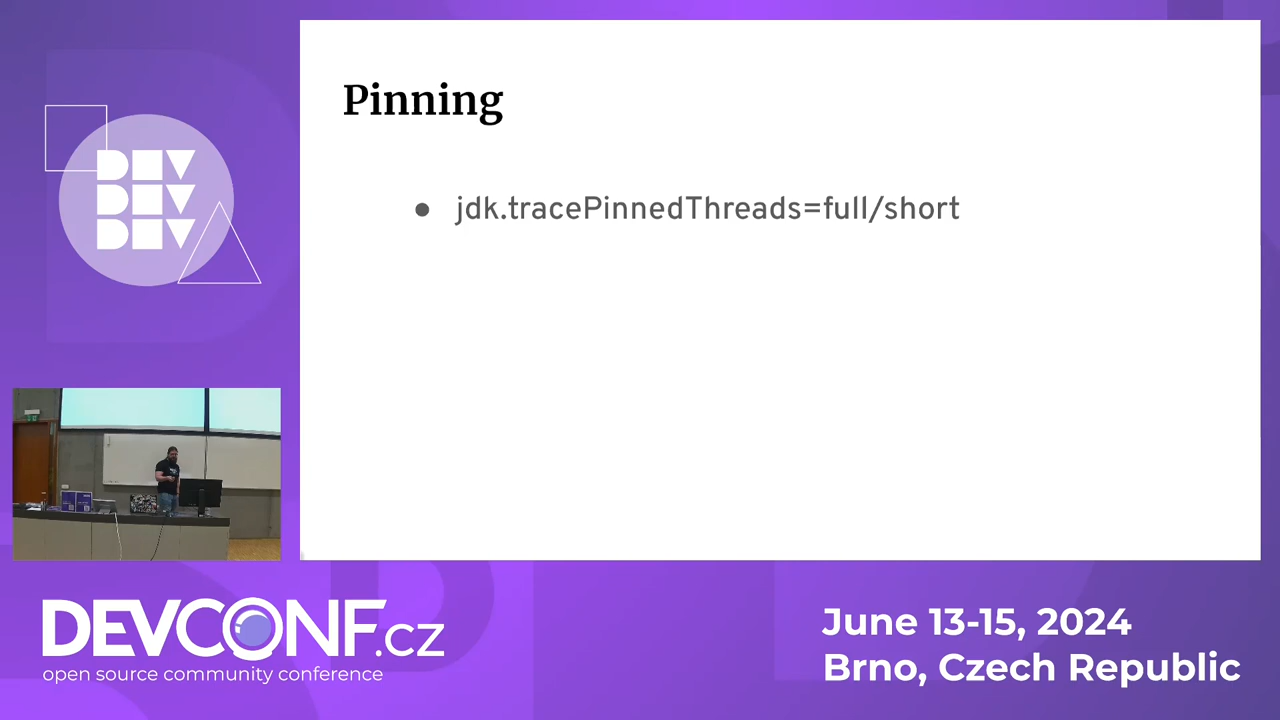 Pinning
● jdk.tracePinnedThreads=full/short
DEV
DEV
DEV
DEVCONF.cz
open source community conference
June 13-15, 2024
Brno, Czech Republic